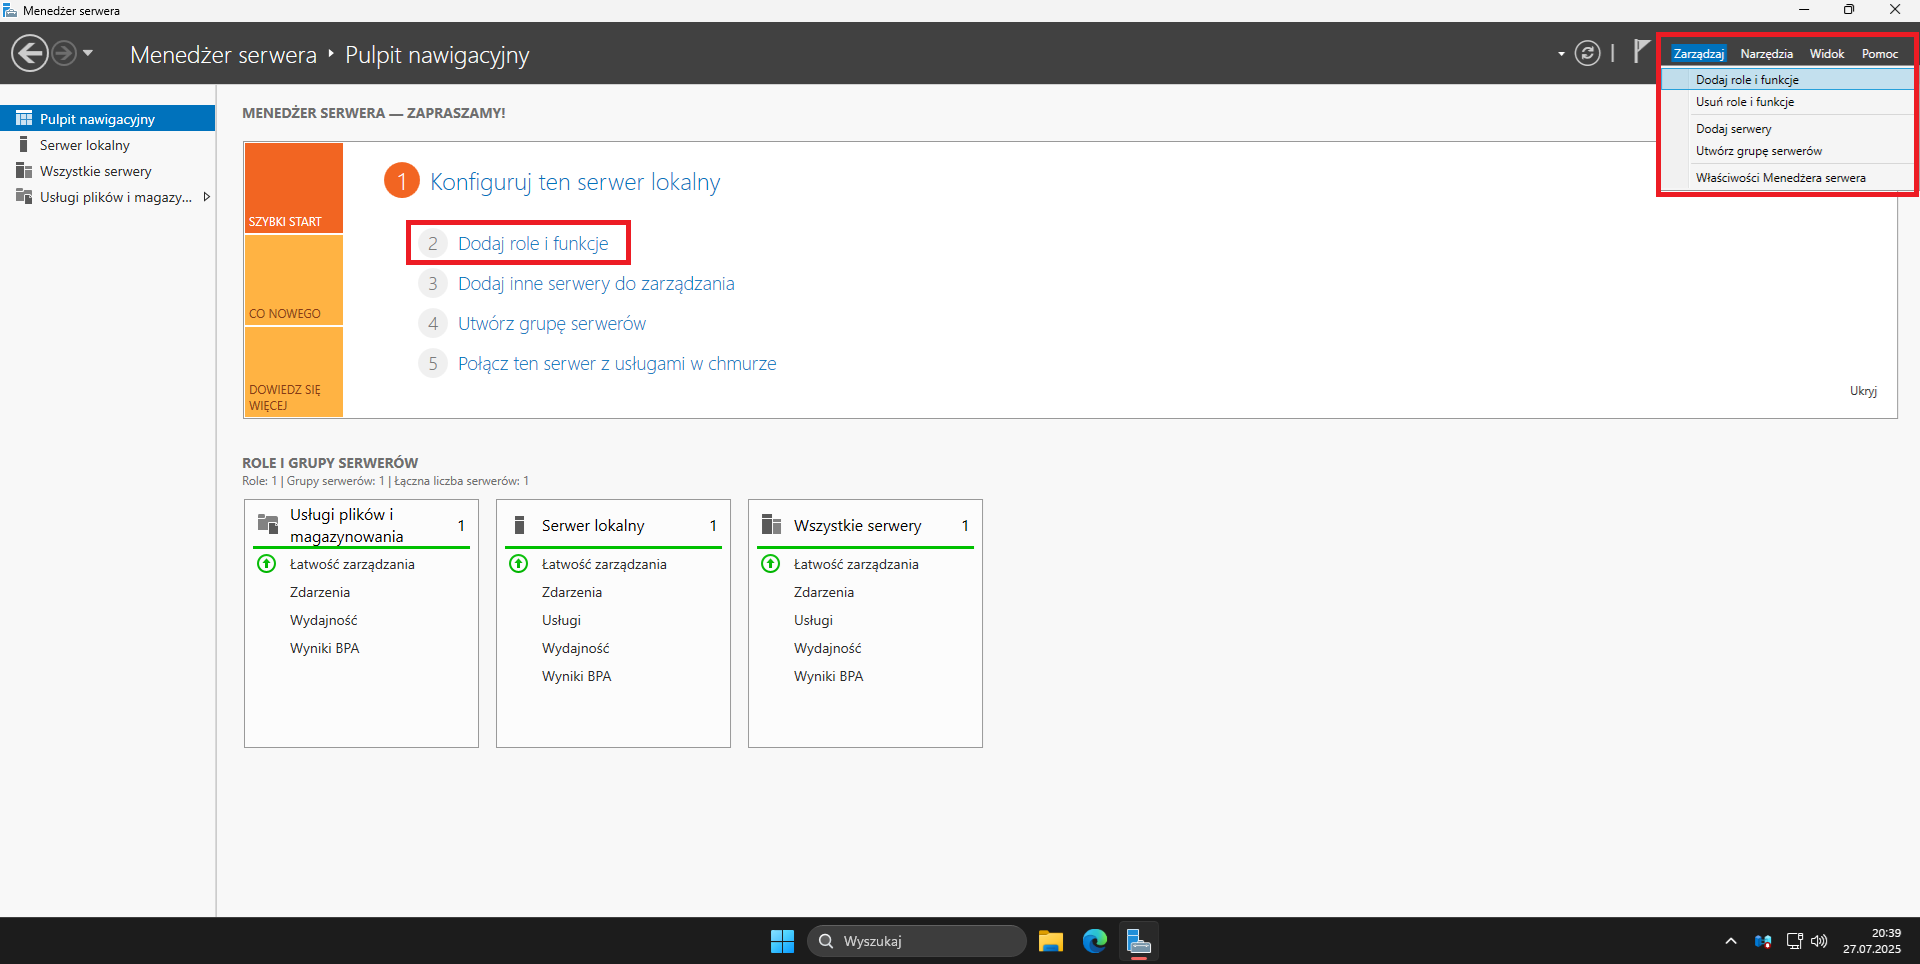 Menedżer serwera
Menedżer serwera ‣ Pulpit nawigacyjny
Zarządzaj Narzędzia Widok Pomoc
Dodaj role i funkcje
Usuń role i funkcje
Dodaj serwery
Utwórz grupę serwerów
Właściwości Menedżera serwera
Pulpit nawigacyjny
Serwer lokalny
Wszystkie serwery
Usługi plików i magazy...
MENEDŻER SERWERA — ZAPRASZAMY!
SZYBKI START
CO NOWEGO
DOWIEDZ SIĘ
WIĘCEJ
1 Konfiguruj ten serwer lokalny
2 Dodaj role i funkcje
3 Dodaj inne serwery do zarządzania
4 Utwórz grupę serwerów
5 Połącz ten serwer z usługami w chmurze
Ukryj
ROLE I GRUPY SERWERÓW
Role: 1 | Grupy serwerów: 1 | Łączna liczba serwerów: 1
Usługi plików i
magazynowania 1
Łatwość zarządzania
Zdarzenia
Wydajność
Wyniki BPA
Serwer lokalny 1
Łatwość zarządzania
Zdarzenia
Usługi
Wydajność
Wyniki BPA
Wszystkie serwery 1
Łatwość zarządzania
Zdarzenia
Usługi
Wydajność
Wyniki BPA
Wyszukaj
20:39
27.07.2025